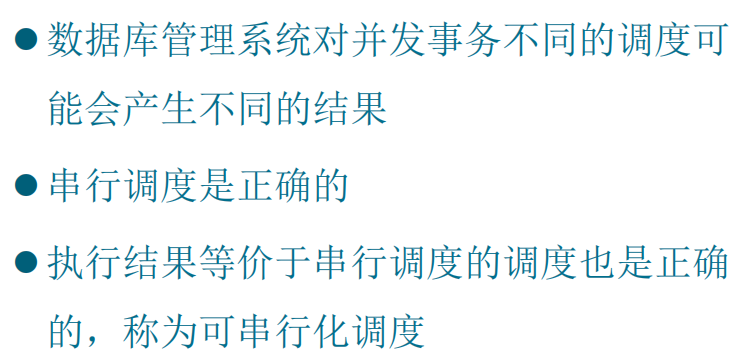 ●数据库管理系统对并发事务不同的调度可
能会产生不同的结果
●串行调度是正确的
●执行结果等价于串行调度的调度也是正确
的，称为可串行化调度